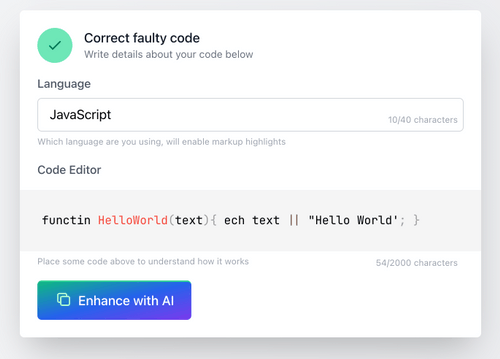 Correct faulty code
Write details about your code below
Language
JavaScript
10/40 characters
Which language are you using, will enable markup highlights
Code Editor
functin HelloWorld(text){ ech text || "Hello World'; }
Place some code above to understand how it works
54/2000 characters
Enhance with AI